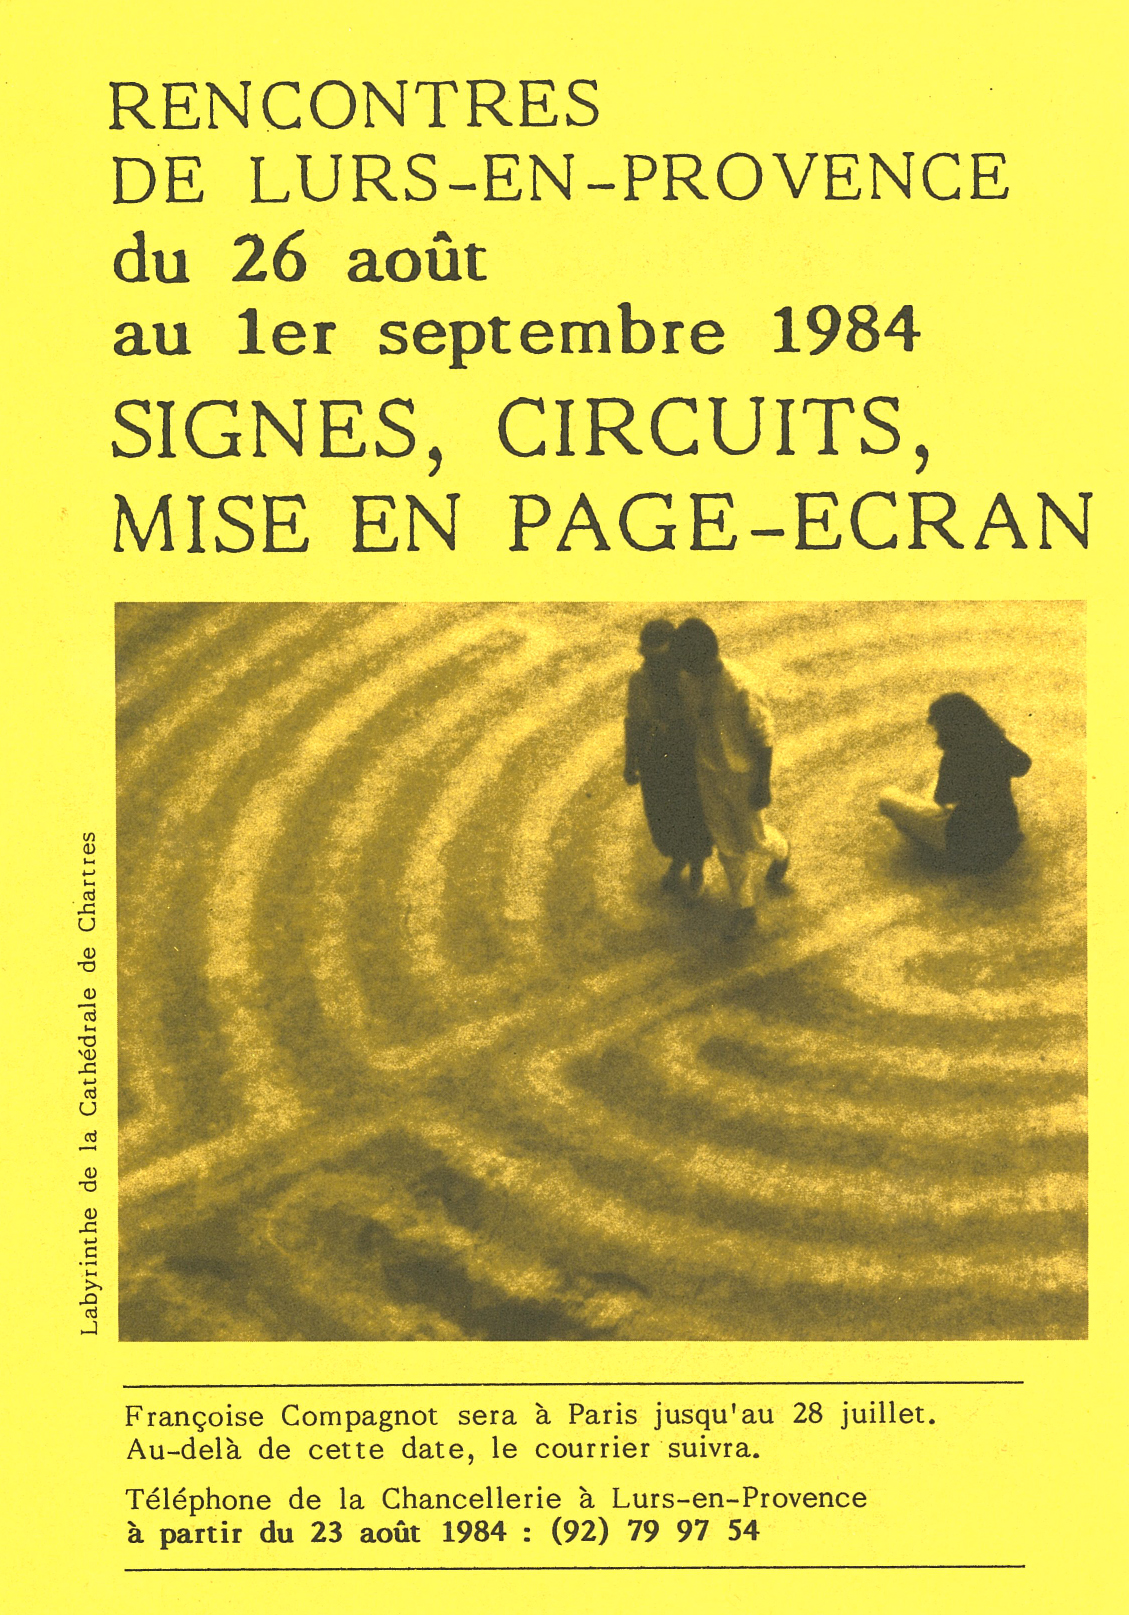 RENCONTRES
DE LURS-EN-PROVENCE
du 26 août
au 1er septembre 1984
SIGNES, CIRCUITS,
MISE EN PAGE-ECRAN
Labyrinthe de la Cathédrale de Chartres
Françoise Compagnot sera à Paris jusqu'au 28 juillet.
Au-delà de cette date, le courrier suivra.
Téléphone de la Chancellerie à Lurs-en-Provence
à partir du 23 août 1984 : (92) 79 97 54